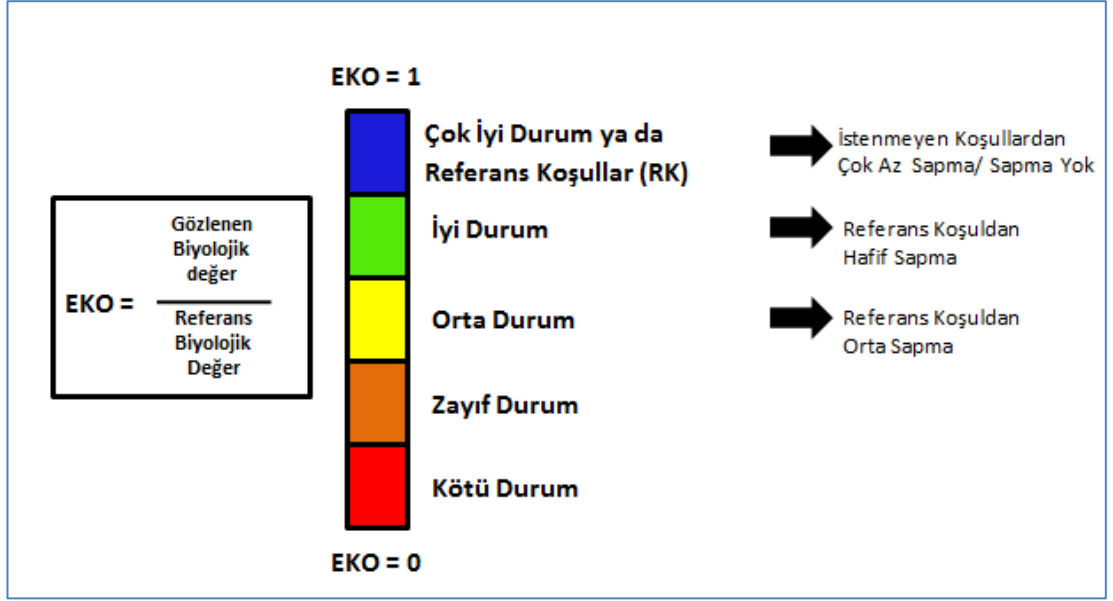 EKO = 1
Çok İyi Durum ya da
Referans Koşullar (RK)
İstenmeyen Koşullardan
Çok Az Sapma/ Sapma Yok
Gözlenen
Biyolojik
değer
EKO =
Referans
Biyolojik
Değer
İyi Durum
Referans Koşuldan
Hafif Sapma
Orta Durum
Referans Koşuldan
Orta Sapma
Zayıf Durum
Kötü Durum
EKO = 0